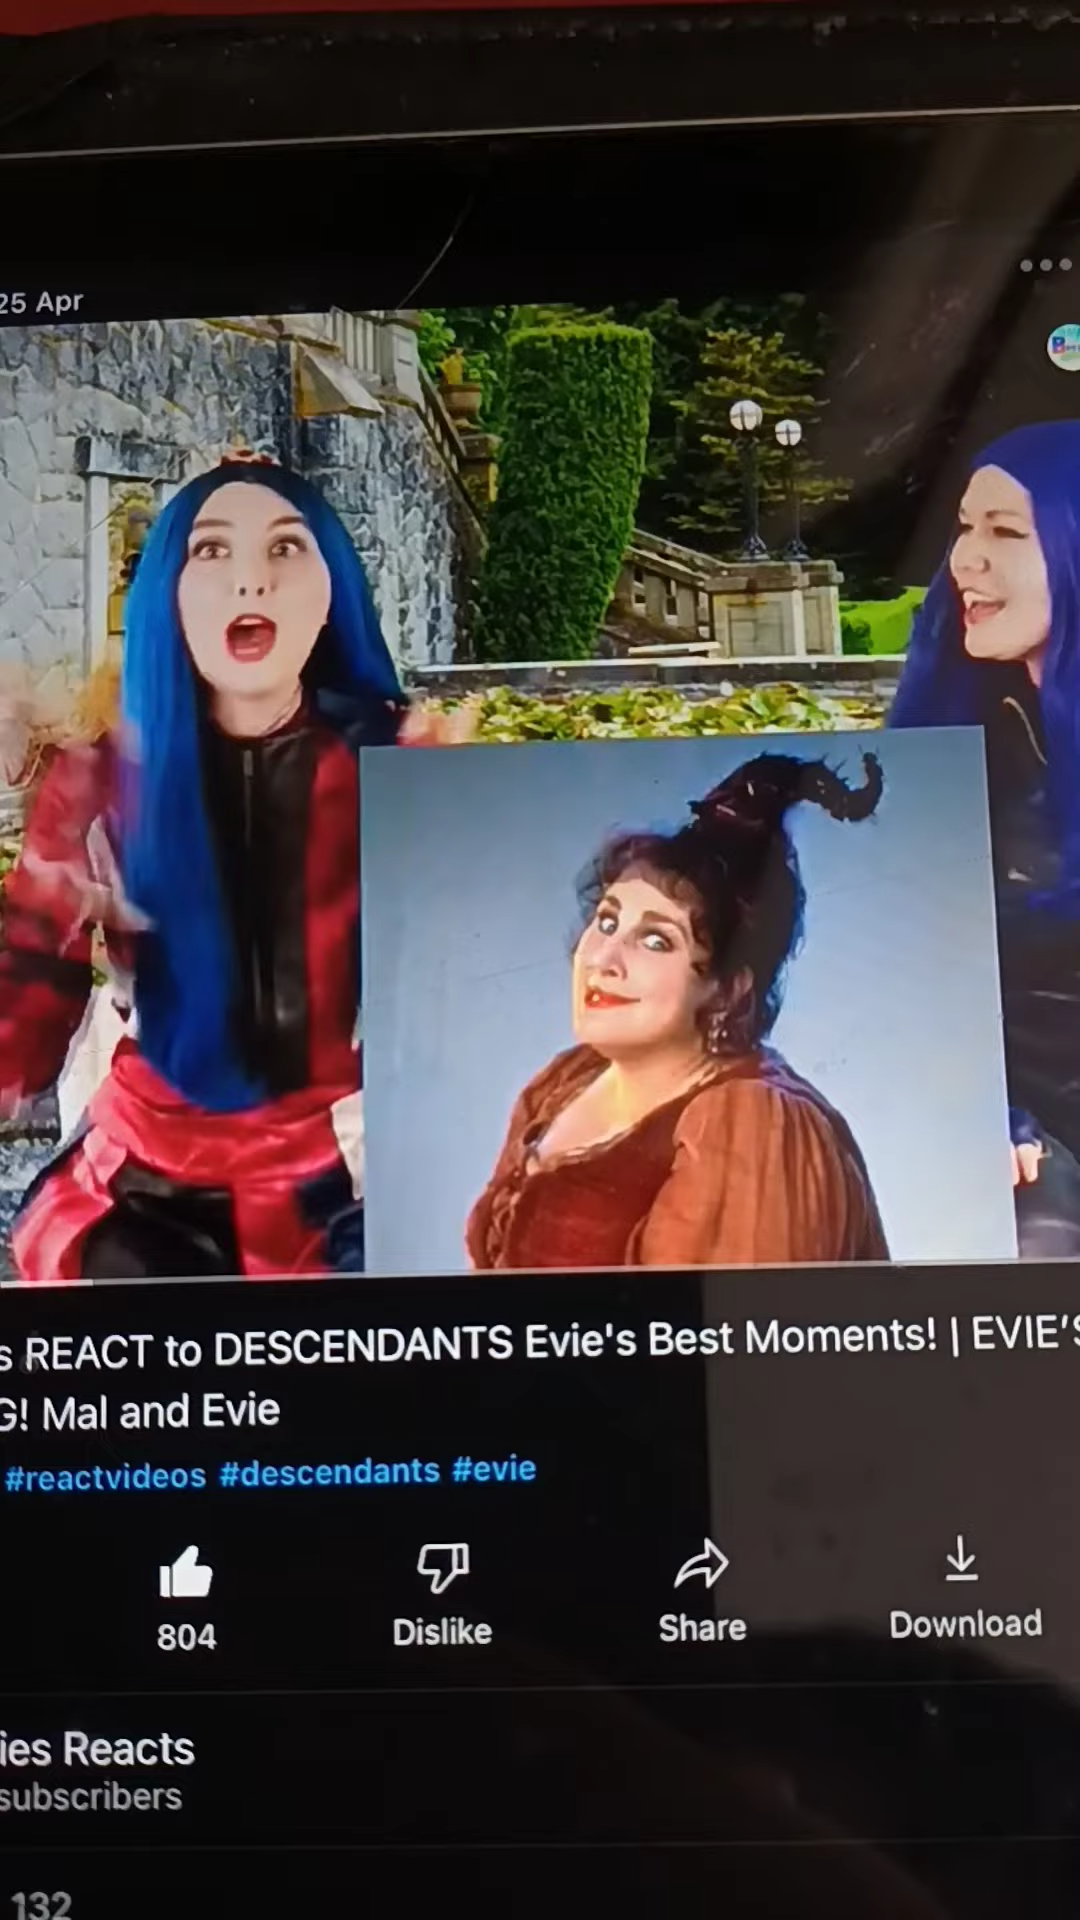 25 Apr
s REACT to DESCENDANTS Evie's Best Moments! | EVIE'S
G! Mal and Evie
#reactvideos #descendants #evie
804
Dislike
Share
Download
ies Reacts
subscribers
132